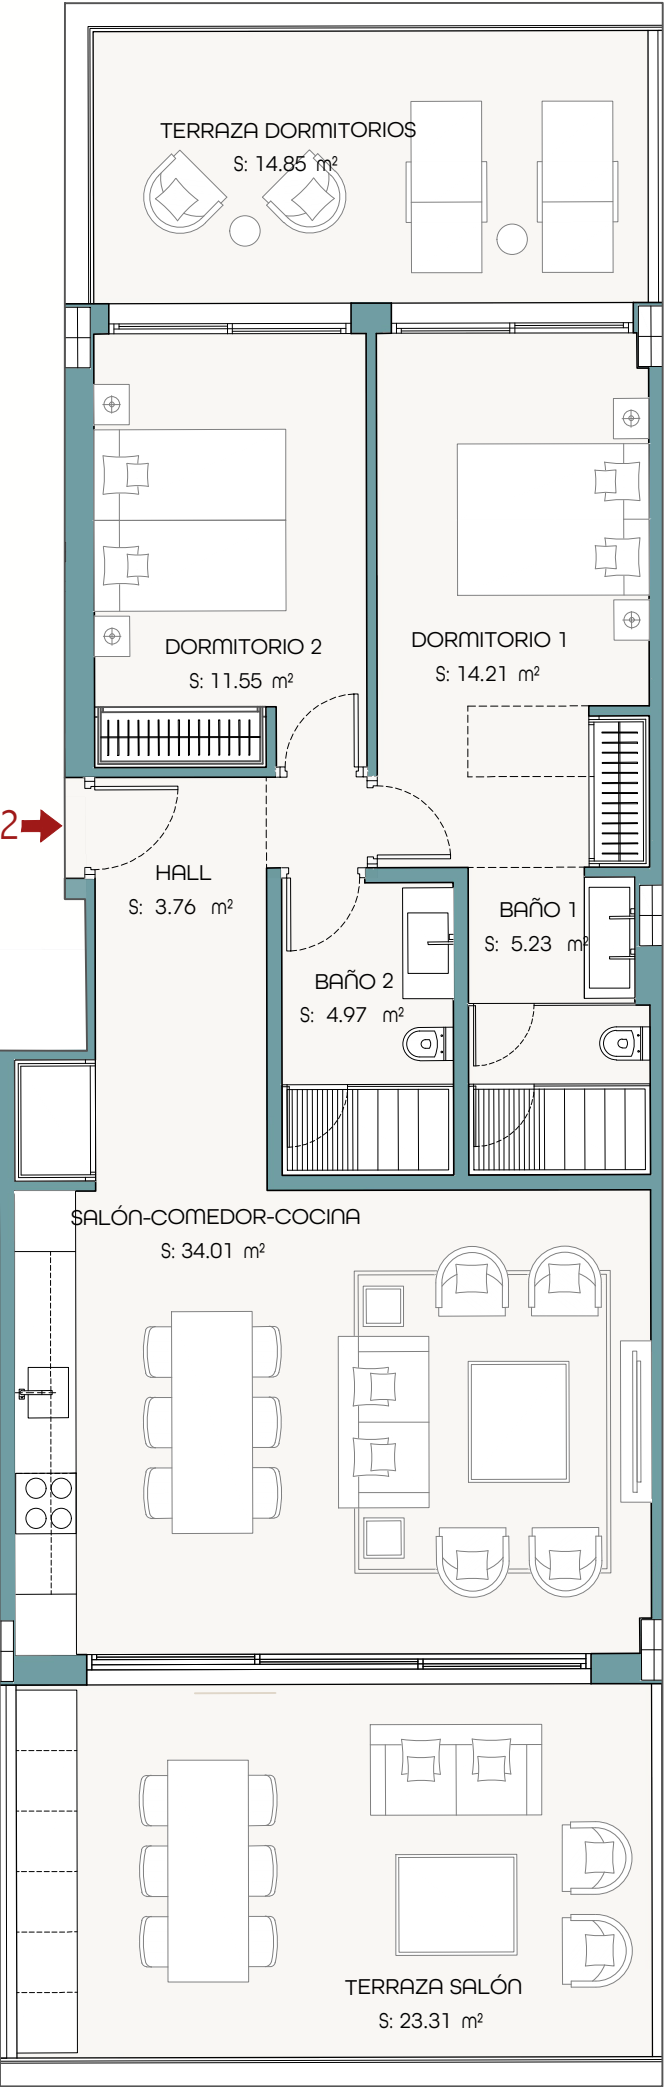 TERRAZA DORMITORIOS
S: 14.85 m²
DORMITORIO 2
S: 11.55 m²
DORMITORIO 1
S: 14.21 m²
2
HALL
S: 3.76 m²
BAÑO 1
S: 5.23 m²
BAÑO 2
S: 4.97 m²
SALÓN-COMEDOR-COCINA
S: 34.01 m²
TERRAZA SALÓN
S: 23.31 m²